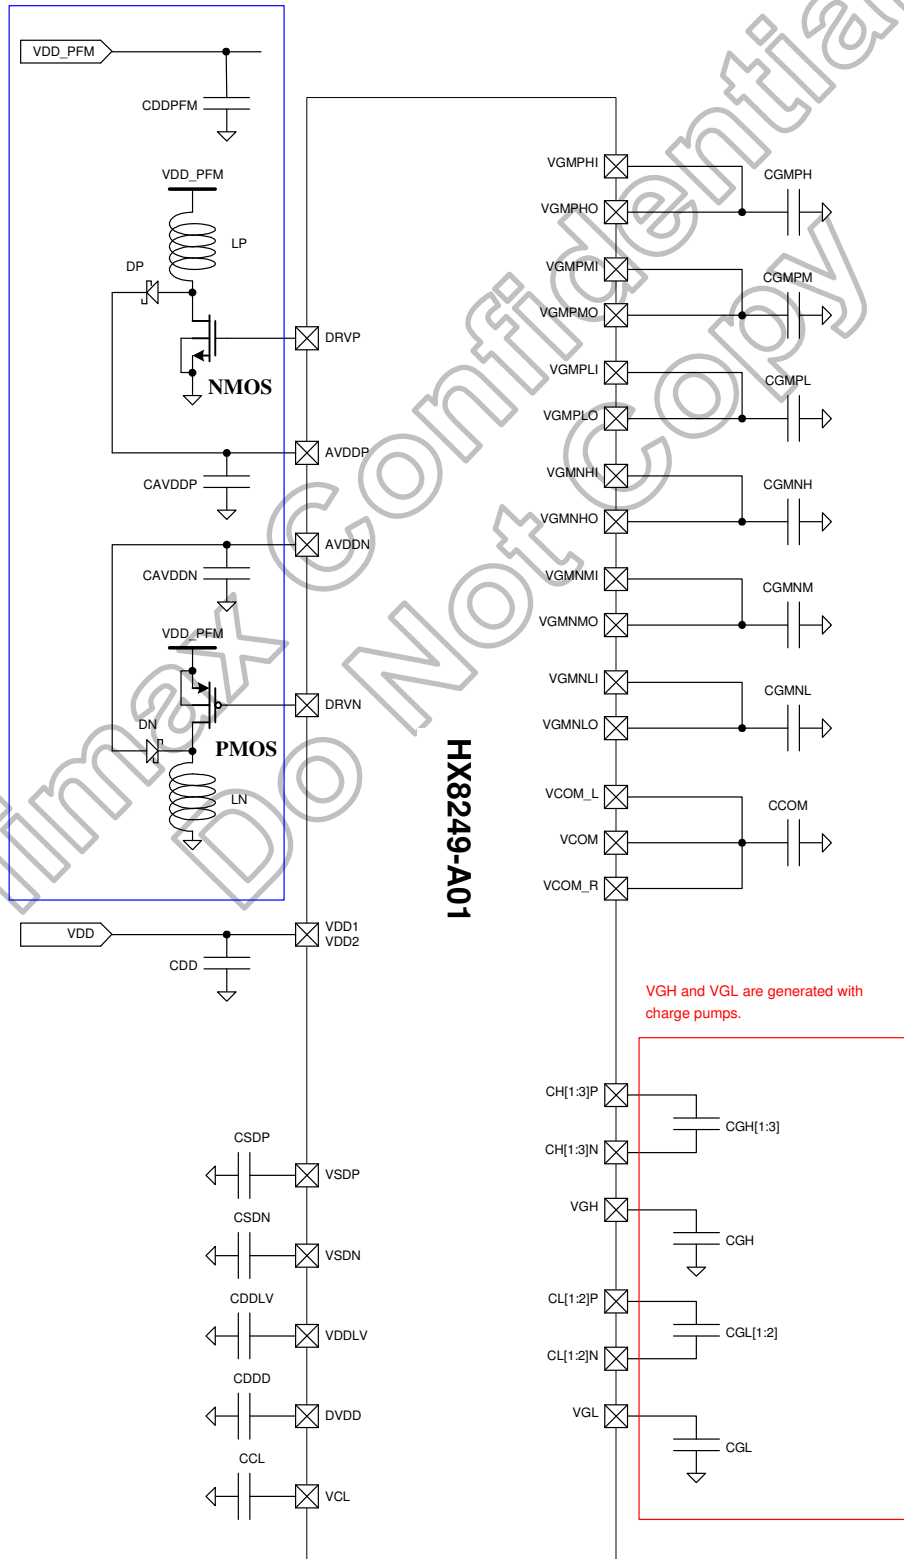 VDD_PFM
CDDPFM
VDD_PFM
LP
DP
DRVP
NMOS
AVDDP
CAVDDP
AVDDN
CAVDDN
VDD_PFM
DRVN
DN
PMOS
LN
VDD
VDD1
VDD2
CDD
CSDP
VSDP
CSDN
VSDN
CDDLV
VDDLV
CDDD
DVDD
CCL
VCL
HX8249-A01
VGMPHI
CGMPH
VGMPHO
VGMPMI
CGMPM
VGMPMO
VGMPLI
CGMPL
VGMPLO
VGMNHI
CGMNH
VGMNHO
VGMNMI
CGMNM
VGMNMO
VGMNLI
CGMNL
VGMNLO
VCOM_L
CCOM
VCOM
VCOM_R
VGH and VGL are generated with
charge pumps.
CH[1:3]P
CGH[1:3]
CH[1:3]N
VGH
CGH
CL[1:2]P
CGL[1:2]
CL[1:2]N
VGL
CGL
imax Confidential
Do Not Copy